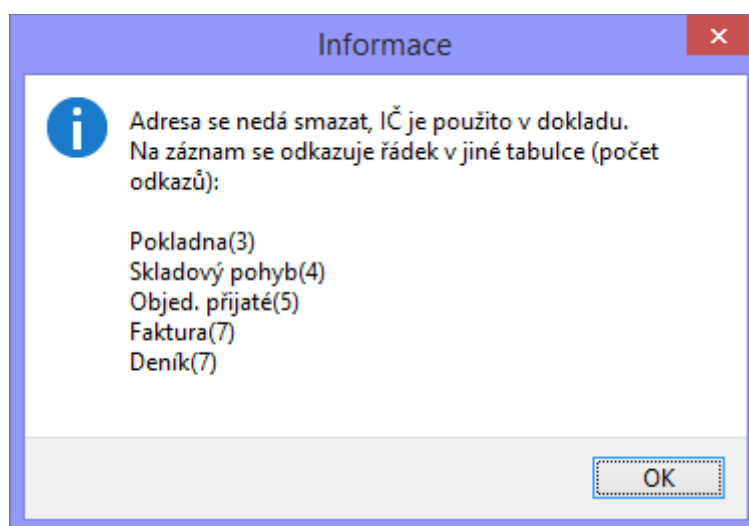 Informace
Adresa se nedá smazat, IČ je použito v dokladu.
Na záznam se odkazuje řádek v jiné tabulce (počet
odkazů):
Pokladna(3)
Skladový pohyb(4)
Objed. přijaté(5)
Faktura(7)
Deník(7)
OK